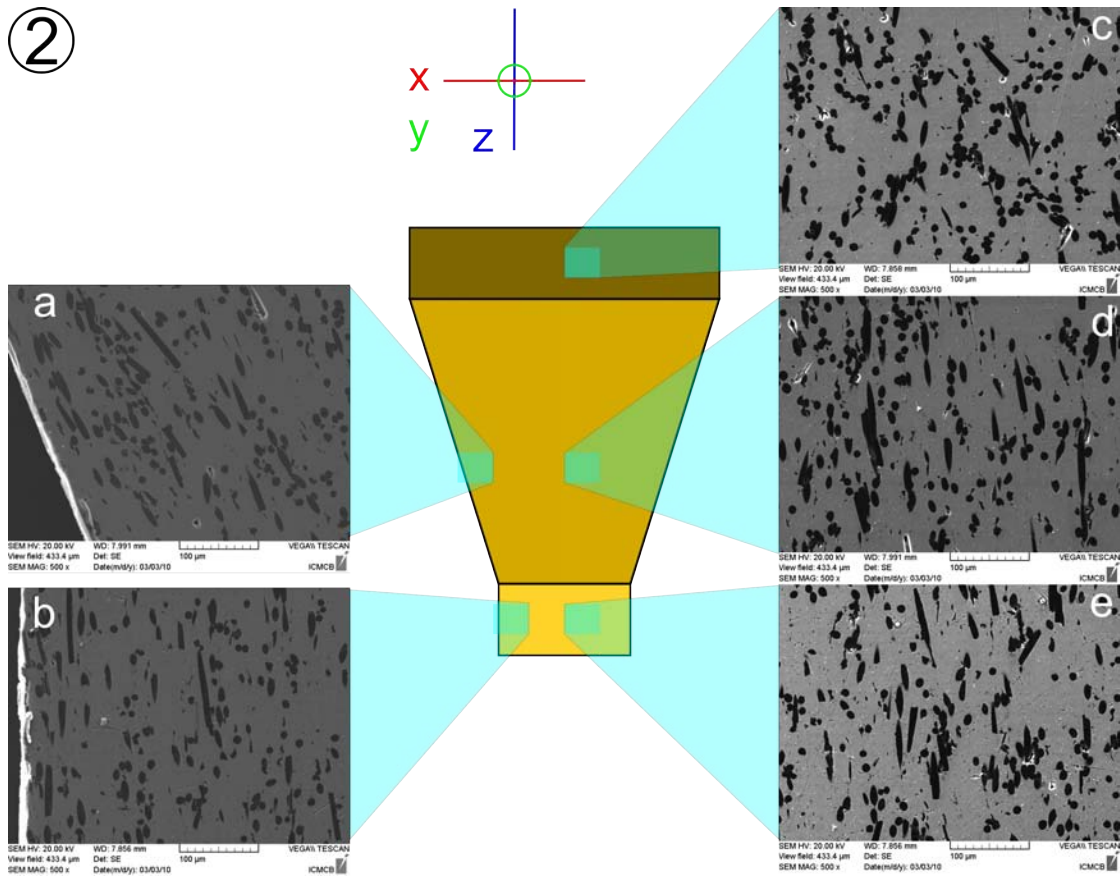 2
x
y
z
c
SEM HV: 20.00 kV WD: 7.858 mm VEGA\\ TESCAN
View field: 433.4 µm Det: SE 100 µm
SEM MAG: 500 x Date(m/d/y): 03/03/10 ICMCB
a
SEM HV: 20.00 kV WD: 7.991 mm VEGA\\ TESCAN
View field: 433.4 µm Det: SE 100 µm
SEM MAG: 500 x Date(m/d/y): 03/03/10 ICMCB
d
SEM HV: 20.00 kV WD: 7.991 mm VEGA\\ TESCAN
View field: 433.4 µm Det: SE 100 µm
SEM MAG: 500 x Date(m/d/y): 03/03/10 ICMCB
b
SEM HV: 20.00 kV WD: 7.856 mm VEGA\\ TESCAN
View field: 433.4 µm Det: SE 100 µm
SEM MAG: 500 x Date(m/d/y): 03/03/10 ICMCB
e
SEM HV: 20.00 kV WD: 7.856 mm VEGA\\ TESCAN
View field: 433.4 µm Det: SE 100 µm
SEM MAG: 500 x Date(m/d/y): 03/03/10 ICMCB